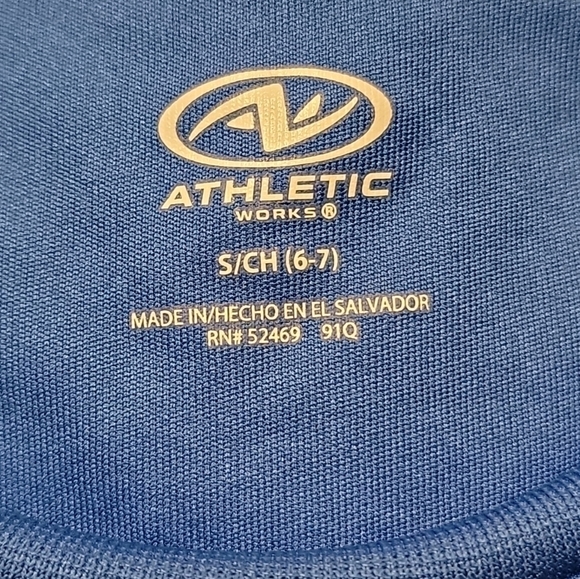 ATHLETIC
WORKS®
S/CH (6-7)
MADE IN/HECHO EN EL SALVADOR
RN# 52469 91Q